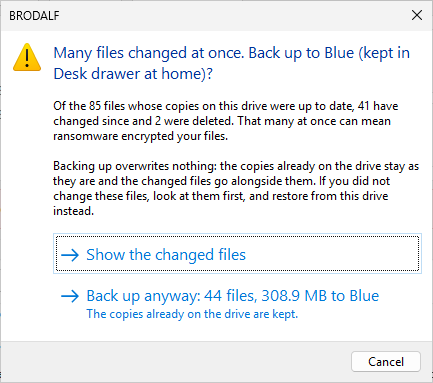 BRODALF
Many files changed at once. Back up to Blue (kept in
Desk drawer at home)?
Of the 85 files whose copies on this drive were up to date, 41 have
changed since and 2 were deleted. That many at once can mean
ransomware encrypted your files.
Backing up overwrites nothing: the copies already on the drive stay as
they are and the changed files go alongside them. If you did not
change these files, look at them first, and restore from this drive
instead.
Show the changed files
Back up anyway: 44 files, 308.9 MB to Blue
The copies already on the drive are kept.
Cancel